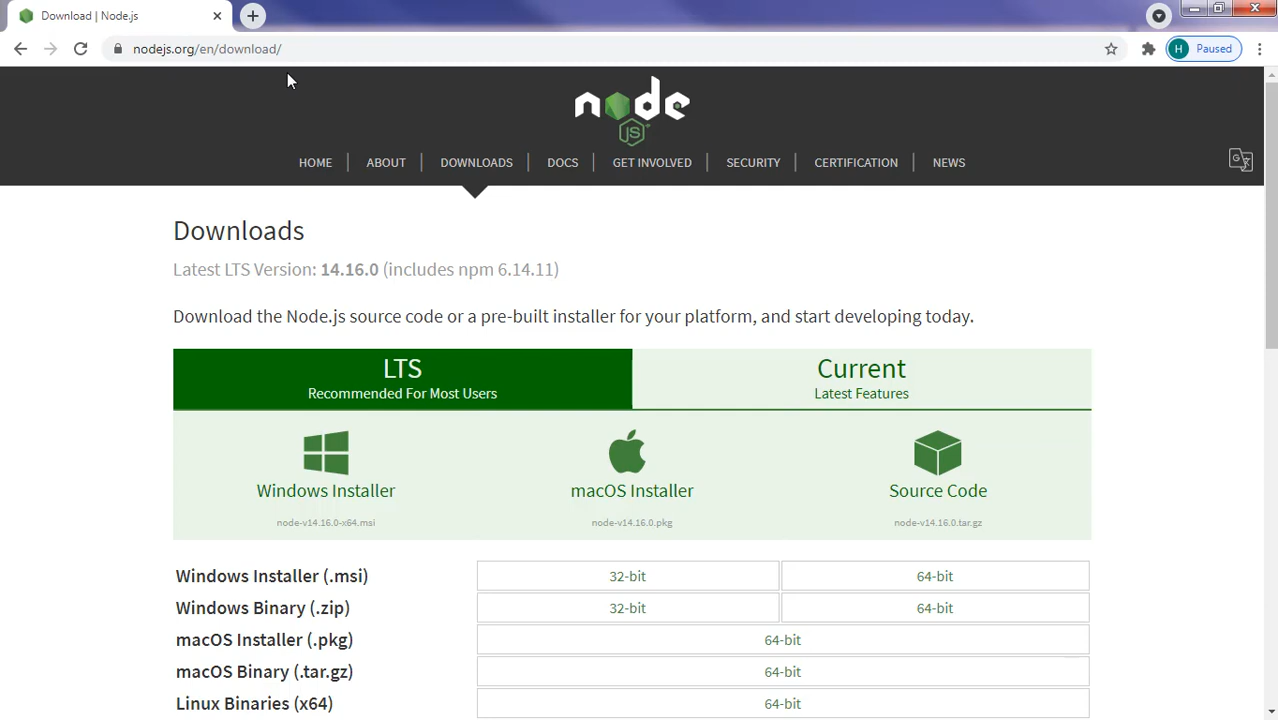 Download | Node.js
nodejs.org/en/download/
H Paused
node
JS
HOME ABOUT DOWNLOADS DOCS GET INVOLVED SECURITY CERTIFICATION NEWS
Downloads
Latest LTS Version: 14.16.0 (includes npm 6.14.11)
Download the Node.js source code or a pre-built installer for your platform, and start developing today.
LTS Current
Recommended For Most Users Latest Features
Windows Installer macOS Installer Source Code
node-v14.16.0-x64.msi node-v14.16.0.pkg node-v14.16.0.tar.gz
Windows Installer (.msi) 32-bit 64-bit
Windows Binary (.zip) 32-bit 64-bit
macOS Installer (.pkg) 64-bit
macOS Binary (.tar.gz) 64-bit
Linux Binaries (x64) 64-bit